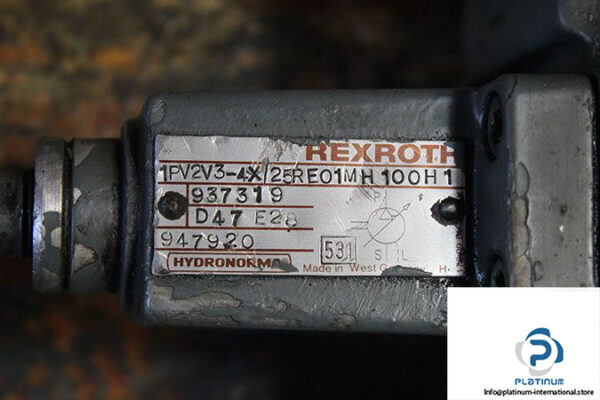 REXROTH
1PV2V3-4X/25RE01MH100H1
937319
D47 E28
947920
P
531 S L
HYDRONORMA
Made in West G
H
PLATINUM
Info@platinum-international.store